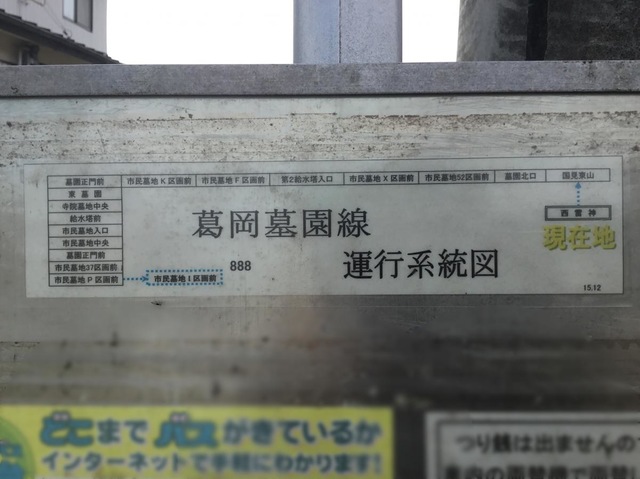 墓園正門前 市民墓地K区画前 市民墓地F区画前 第2給水塔入口 市民墓地X区画前 市民墓地52区画前 墓園北口 国見東山
東墓園
寺院墓地中央
給水塔前
市民墓地入口
市民墓地中央
墓園正門前
市民墓地37区画前
市民墓地P区画前 市民墓地I区画前
西雷神
現在地
葛岡墓園線
888 運行系統図
15.12
どこまでバスがきているか
インターネットで手軽にわかります!
つり銭は出ませんの